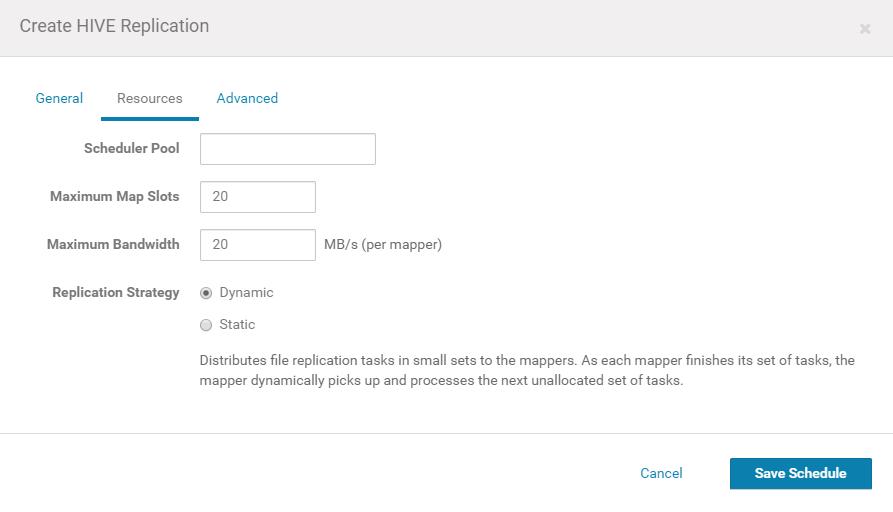 Create HIVE Replication
General Resources Advanced
Scheduler Pool
Maximum Map Slots 20
Maximum Bandwidth 20 MB/s (per mapper)
Replication Strategy Dynamic
Static
Distributes file replication tasks in small sets to the mappers. As each mapper finishes its set of tasks, the
mapper dynamically picks up and processes the next unallocated set of tasks.
Cancel Save Schedule